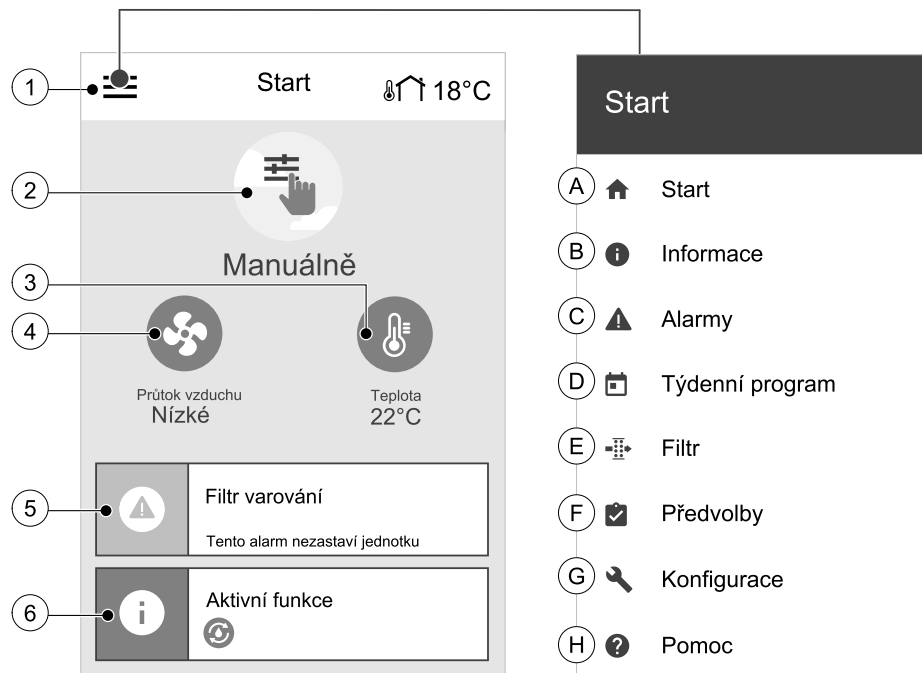 1
Start
18°C
2
Manuálně
3
4
Průtok vzduchu
Nízké
Teplota
22°C
5
Filtr varování
Tento alarm nezastaví jednotku
6
i
Aktivní funkce
Start
A Start
B i Informace
C ! Alarmy
D Týdenní program
E Filtr
F Předvolby
G Konfigurace
H ? Pomoc